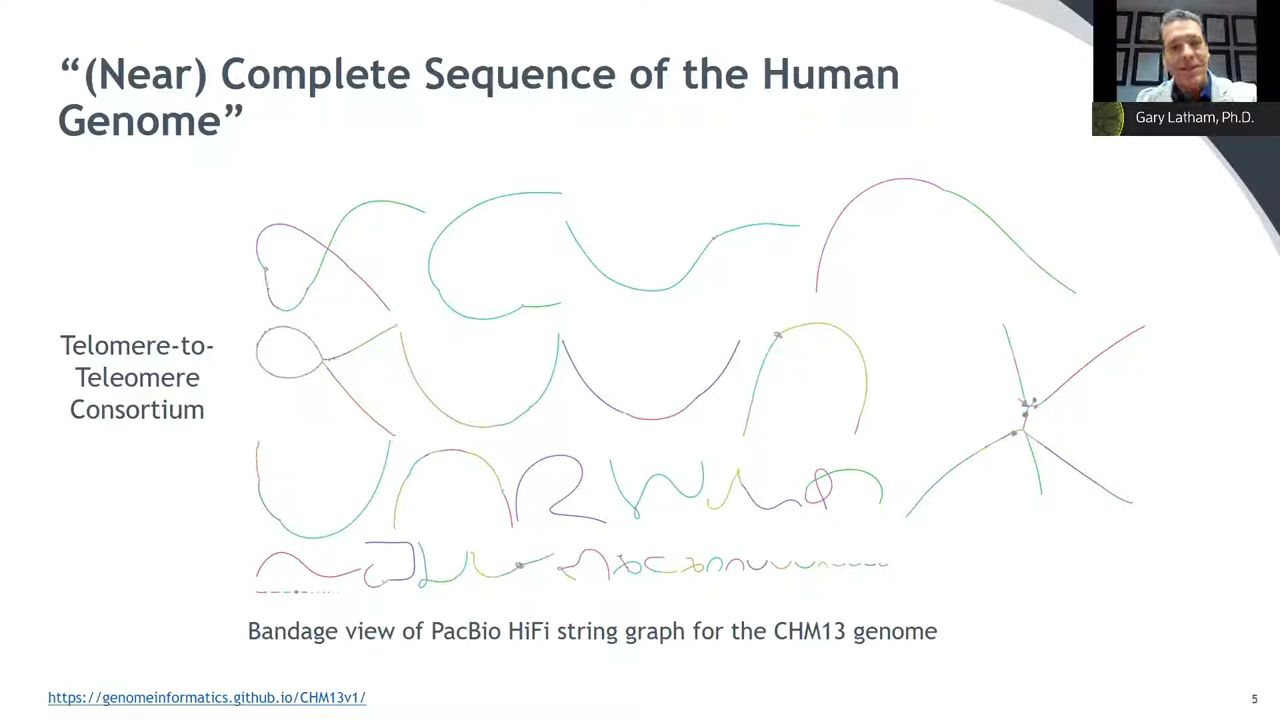 “(Near) Complete Sequence of the Human
Genome”
Gary Latham, Ph.D.
Telomere-to-
Teleomere
Consortium
Bandage view of PacBio HiFi string graph for the CHM13 genome
https://genomeinformatics.github.io/CHM13v1/
5